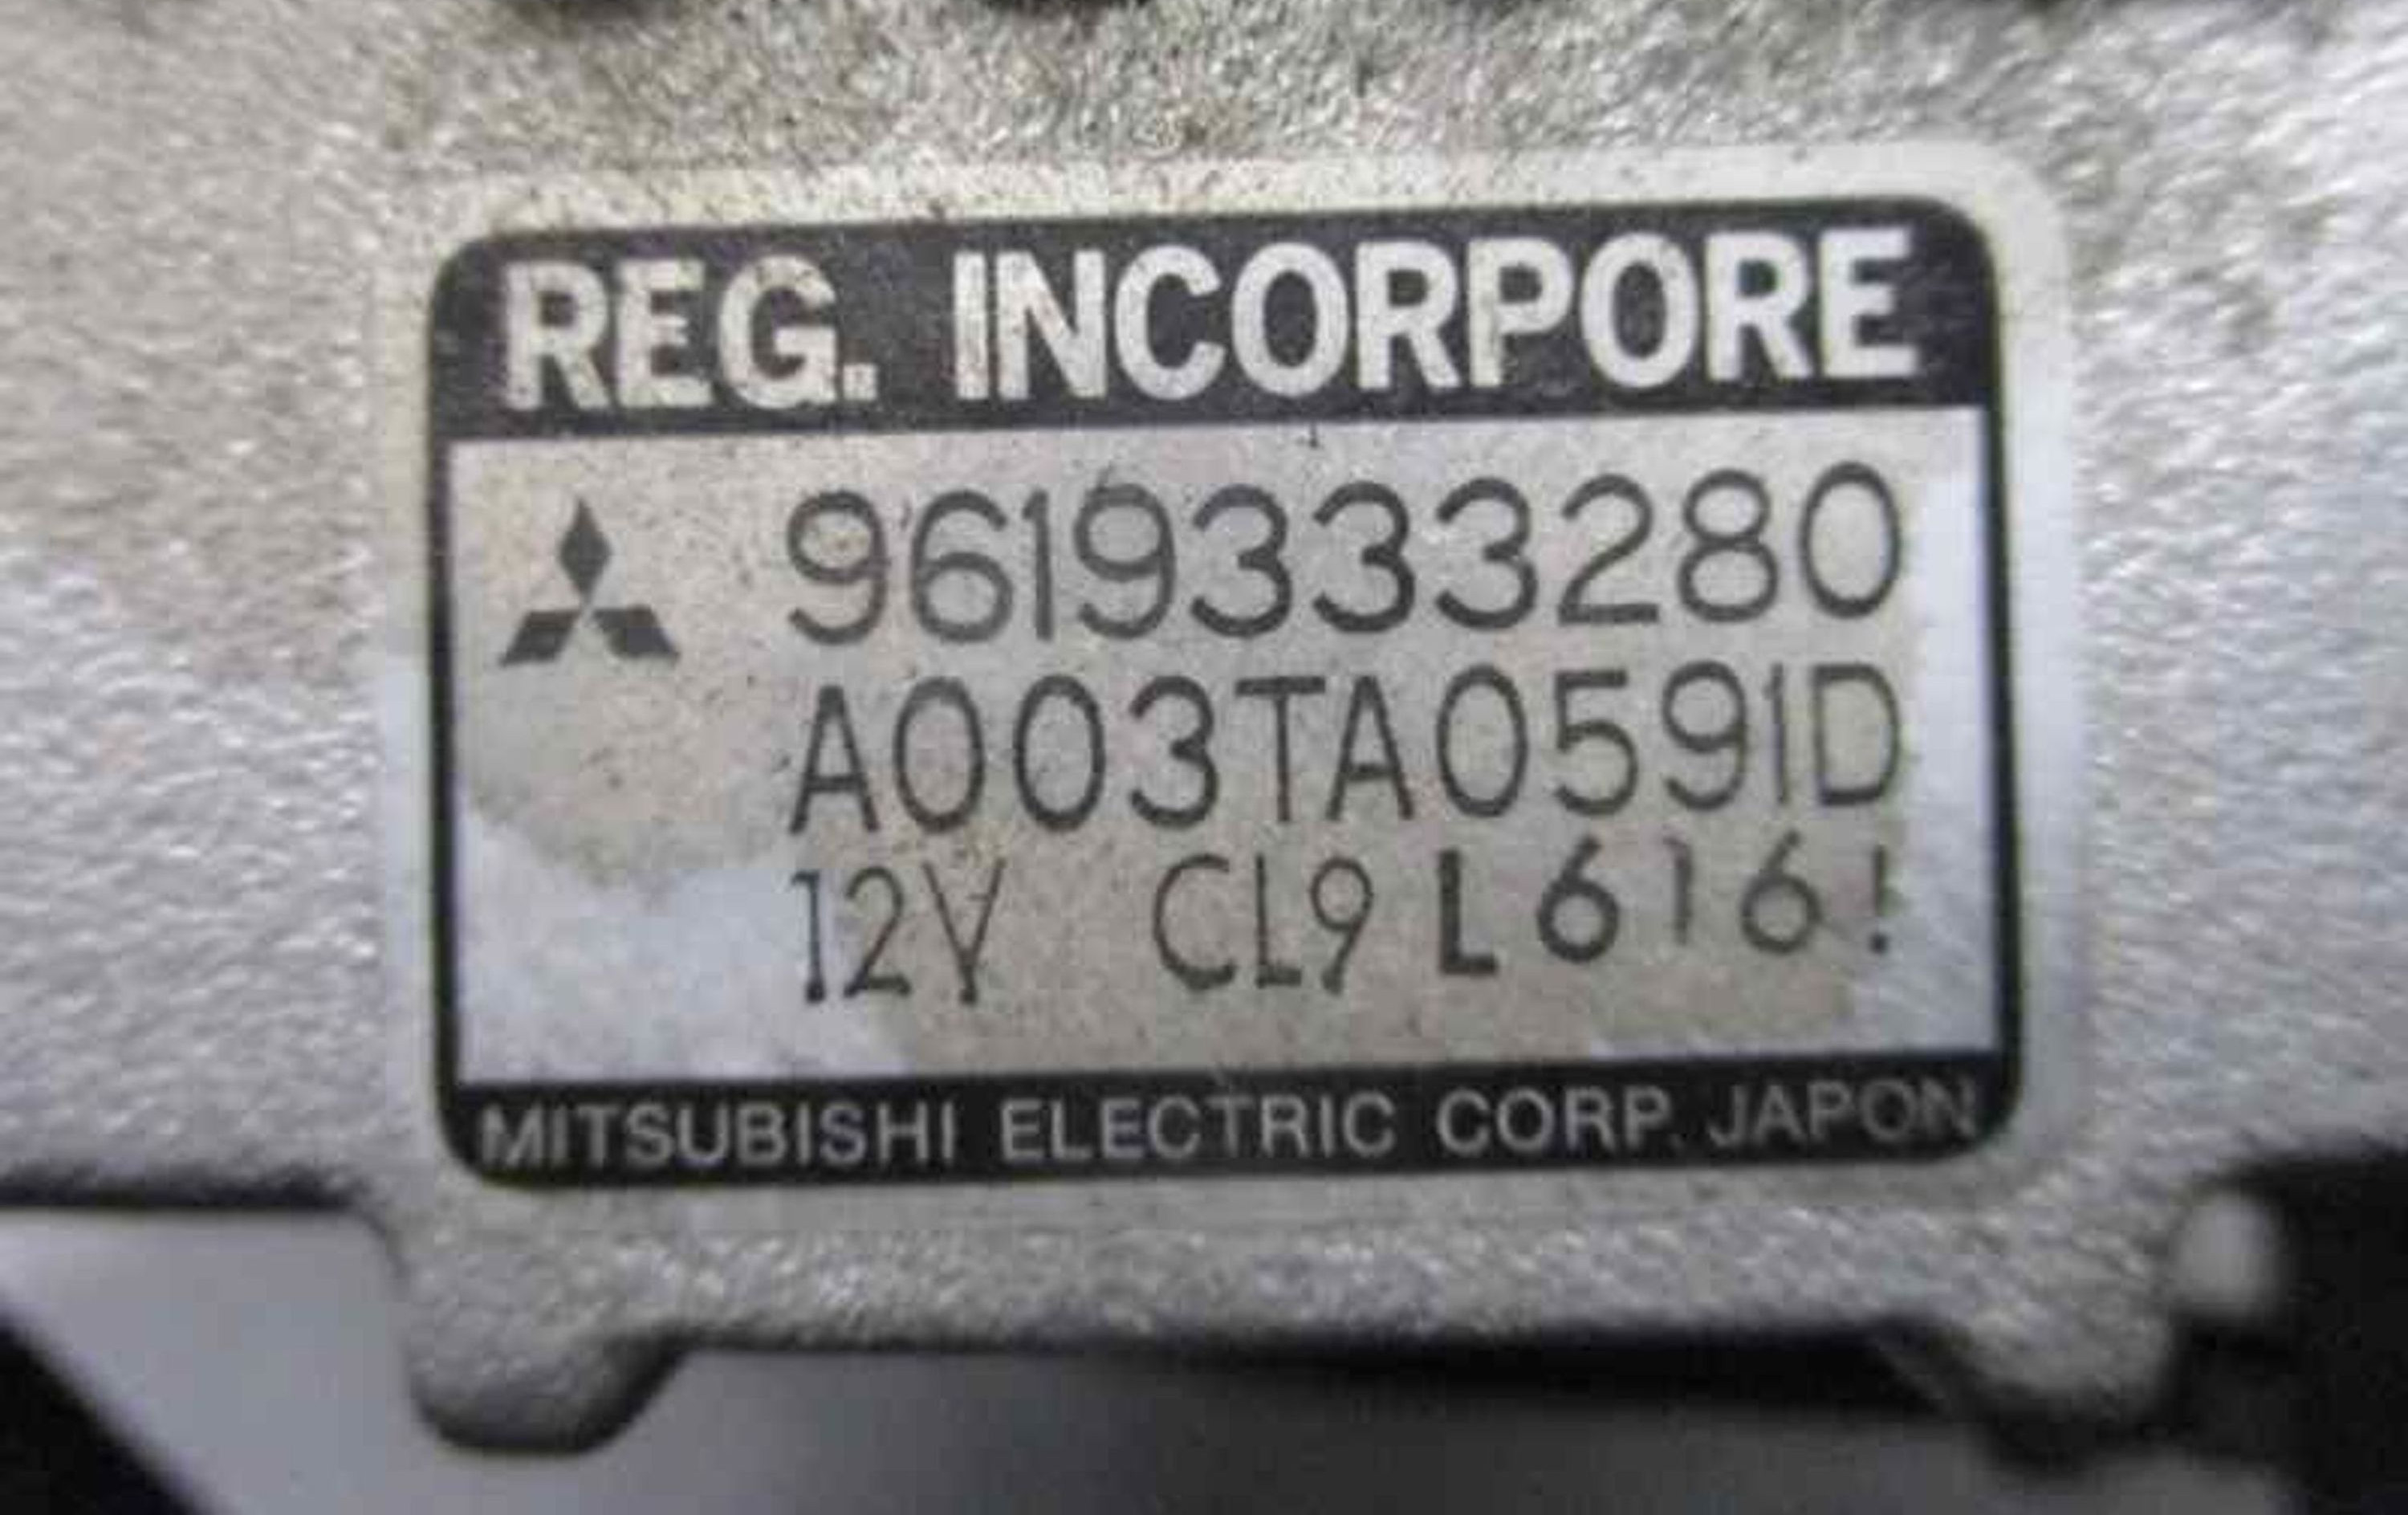 REG. INCORPORE
9619333280
A003TA0591D
12V CL9 L616!
MITSUBISHI ELECTRIC CORP. JAPON